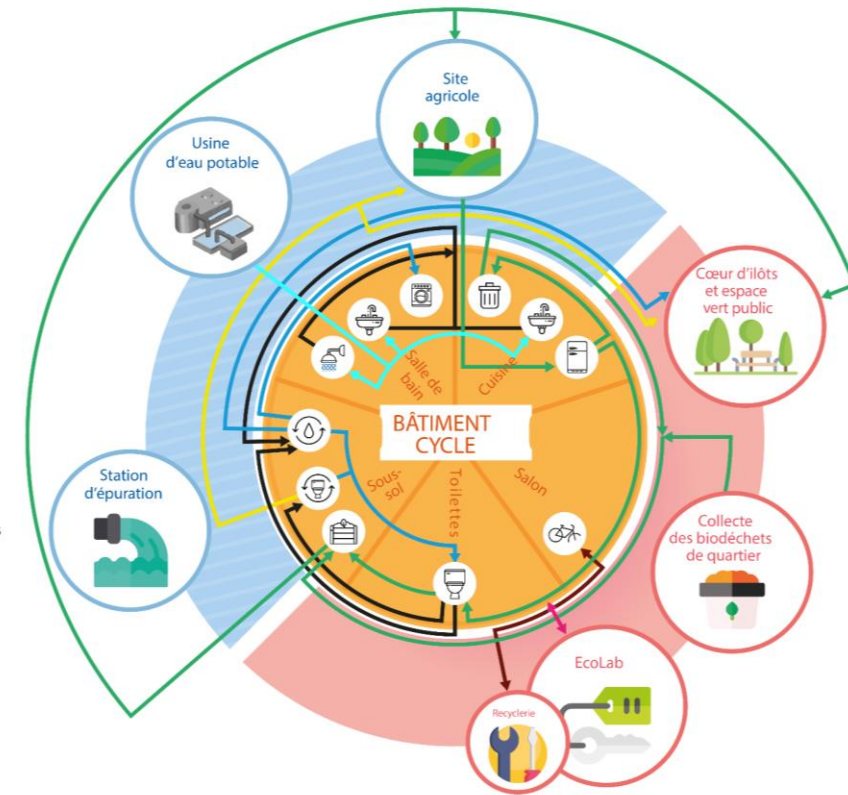 Site
agricole
Usine
d'eau potable
Cœur d'ilôts
et espace
vert public
Salle de
bain
Cuisine
BÂTIMENT
CYCLE
Sous-
sol
Toilettes
Salon
Station
d'épuration
s
Collecte
des biodéchets
de quartier
EcoLab
Recyclerie